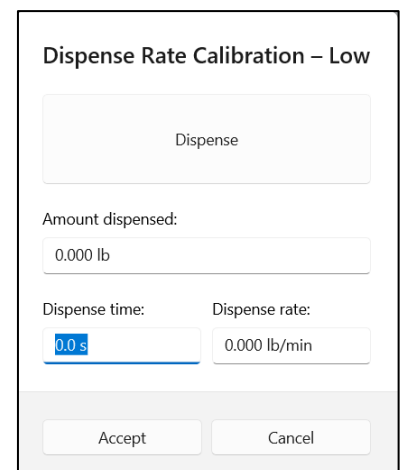 Dispense Rate Calibration – Low
Dispense
Amount dispensed:
0.000 lb
Dispense time: Dispense rate:
0.0 s 0.000 lb/min
Accept Cancel